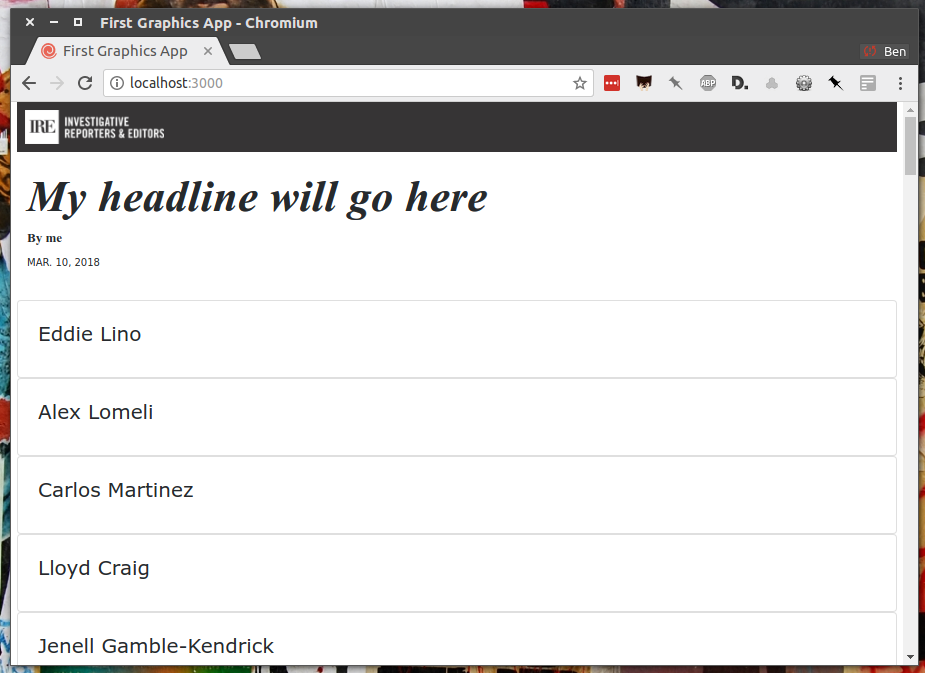 First Graphics App - Chromium
First Graphics App
Ben
localhost:3000
ABP
D.
IRE
INVESTIGATIVE
REPORTERS & EDITORS
My headline will go here
By me
MAR. 10, 2018
Eddie Lino
Alex Lomeli
Carlos Martinez
Lloyd Craig
Jenell Gamble-Kendrick